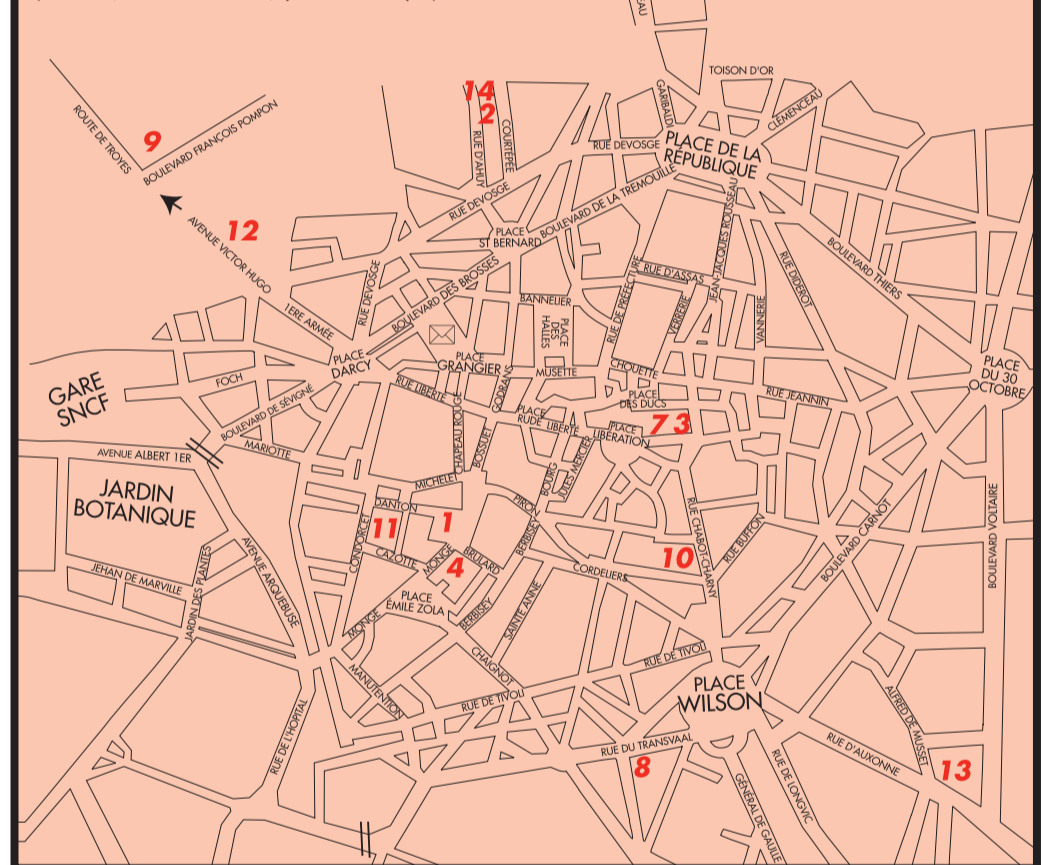 EAU
TOISON D'OR
GARIBALDI
CLÉMENCEAU
14
2
ROUTE DE TROYES
9
BOULEVARD FRANÇOIS POMPON
RUE D'AHUY
COURTÉPÉE
RUE DEVOSGE
PLACE DE LA
RÉPUBLIQUE
RUE DEVOSGE
BOULEVARD DE LA TREMOUILLE
12
AVENUE VICTOR HUGO
PLACE
ST BERNARD
JEAN-JACQUES ROUSSEAU
BOULEVARD THIERS
RUE DIDEROT
RUE DEVOSGE
BOULEVARD DES BROSSES
RUE DE PREFECTURE
RUE D'ASSAS
1ERE ARMÉE
BANNELIER
PLACE
DES
HALLES
VERRERIE
VANNERIE
PLACE
DARCY
PLACE
GRANGIER
MUSETTE
CHOUETTE
PLACE
DU 30
OCTOBRE
GARE
SNCF
FOCH
RUE LIBERTÉ
GODRANS
PLACE
DES DUCS
RUE JEANNIN
BOULEVARD DE SÉVIGNÉ
CHAPEAU ROUGE
BOSSUET
PLACE
RUDE
LIBERTÉ
PLACE
LIBÉRATION
7 3
MARIOTTE
AVENUE ALBERT 1ER
MICHELET
BOURG
JULES MERCIER
JARDIN
BOTANIQUE
DANTON
11
1
PIRON
RUE CHABOT-CHARNY
RUE BUFFON
BOULEVARD CARNOT
BOULEVARD VOLTAIRE
CONDORCET
CAZOTTE
MONGE
4
BRULARD
BERBISEY
10
CORDELIERS
AVENUE ARQUEBUSE
JEHAN DE MARVILLE
JARDIN DES PLANTES
PLACE
ÉMILE ZOLA
BERBISEY
SAINTE ANNE
MONGE
CHAIGNOT
RUE DE TIVOLI
MANUTENTION
RUE DE TIVOLI
PLACE
WILSON
RUE DE L'HOPITAL
ALFRED DE MUSSET
RUE DU TRANSVAAL
8
RUE D'AUXONNE
13
GÉNÉRAL DE GAULLE
RUE DE LONGVIC